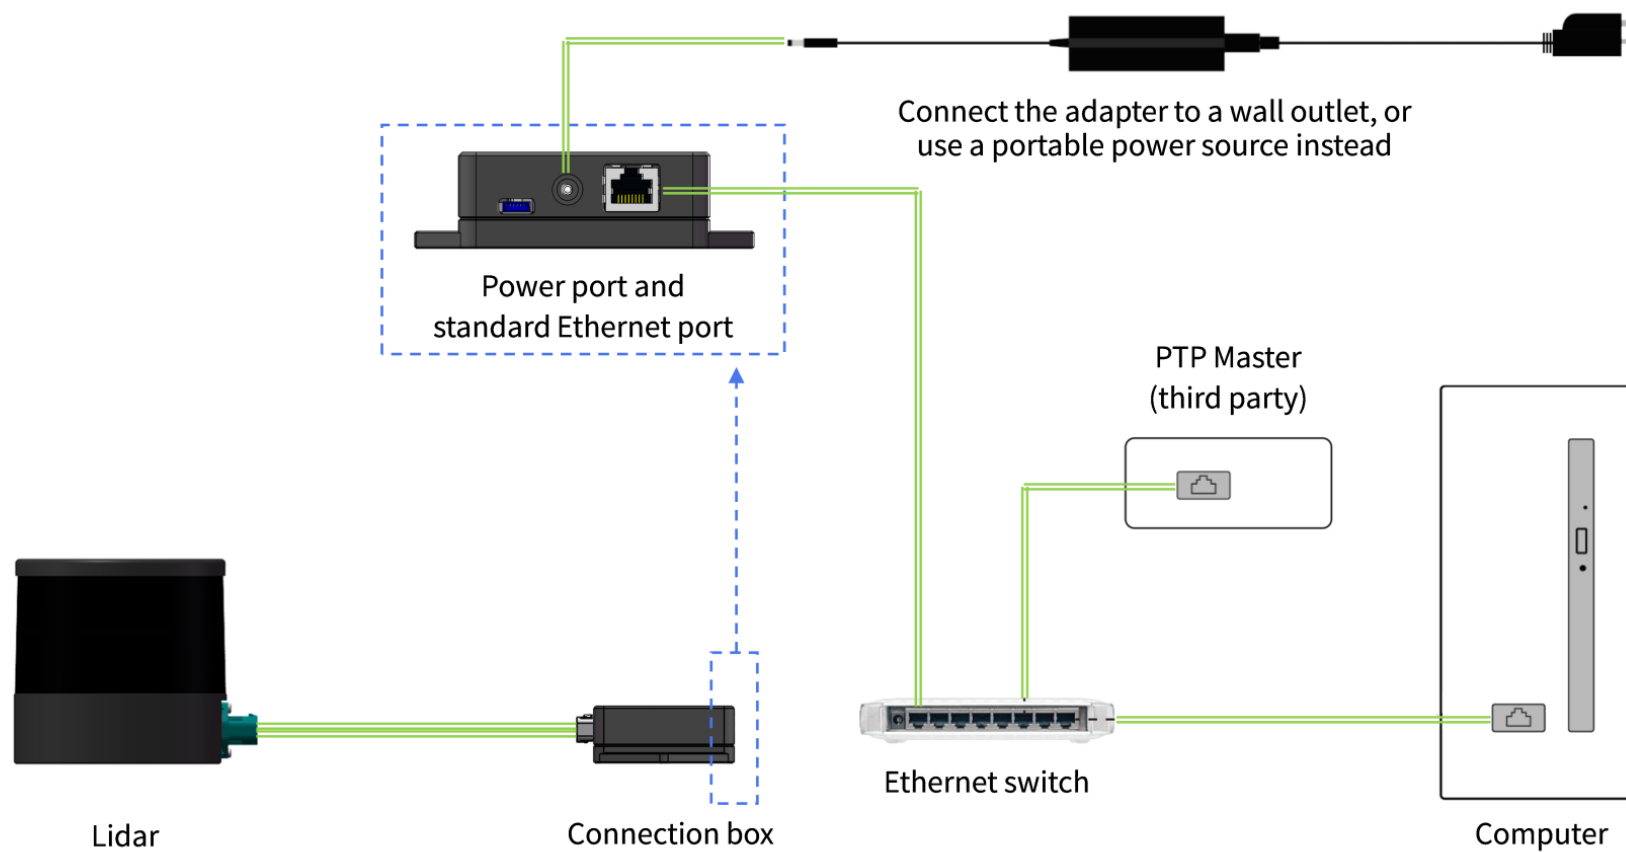 Connect the adapter to a wall outlet, or
use a portable power source instead
Power port and
standard Ethernet port
PTP Master
(third party)
Ethernet switch
Lidar
Connection box
Computer